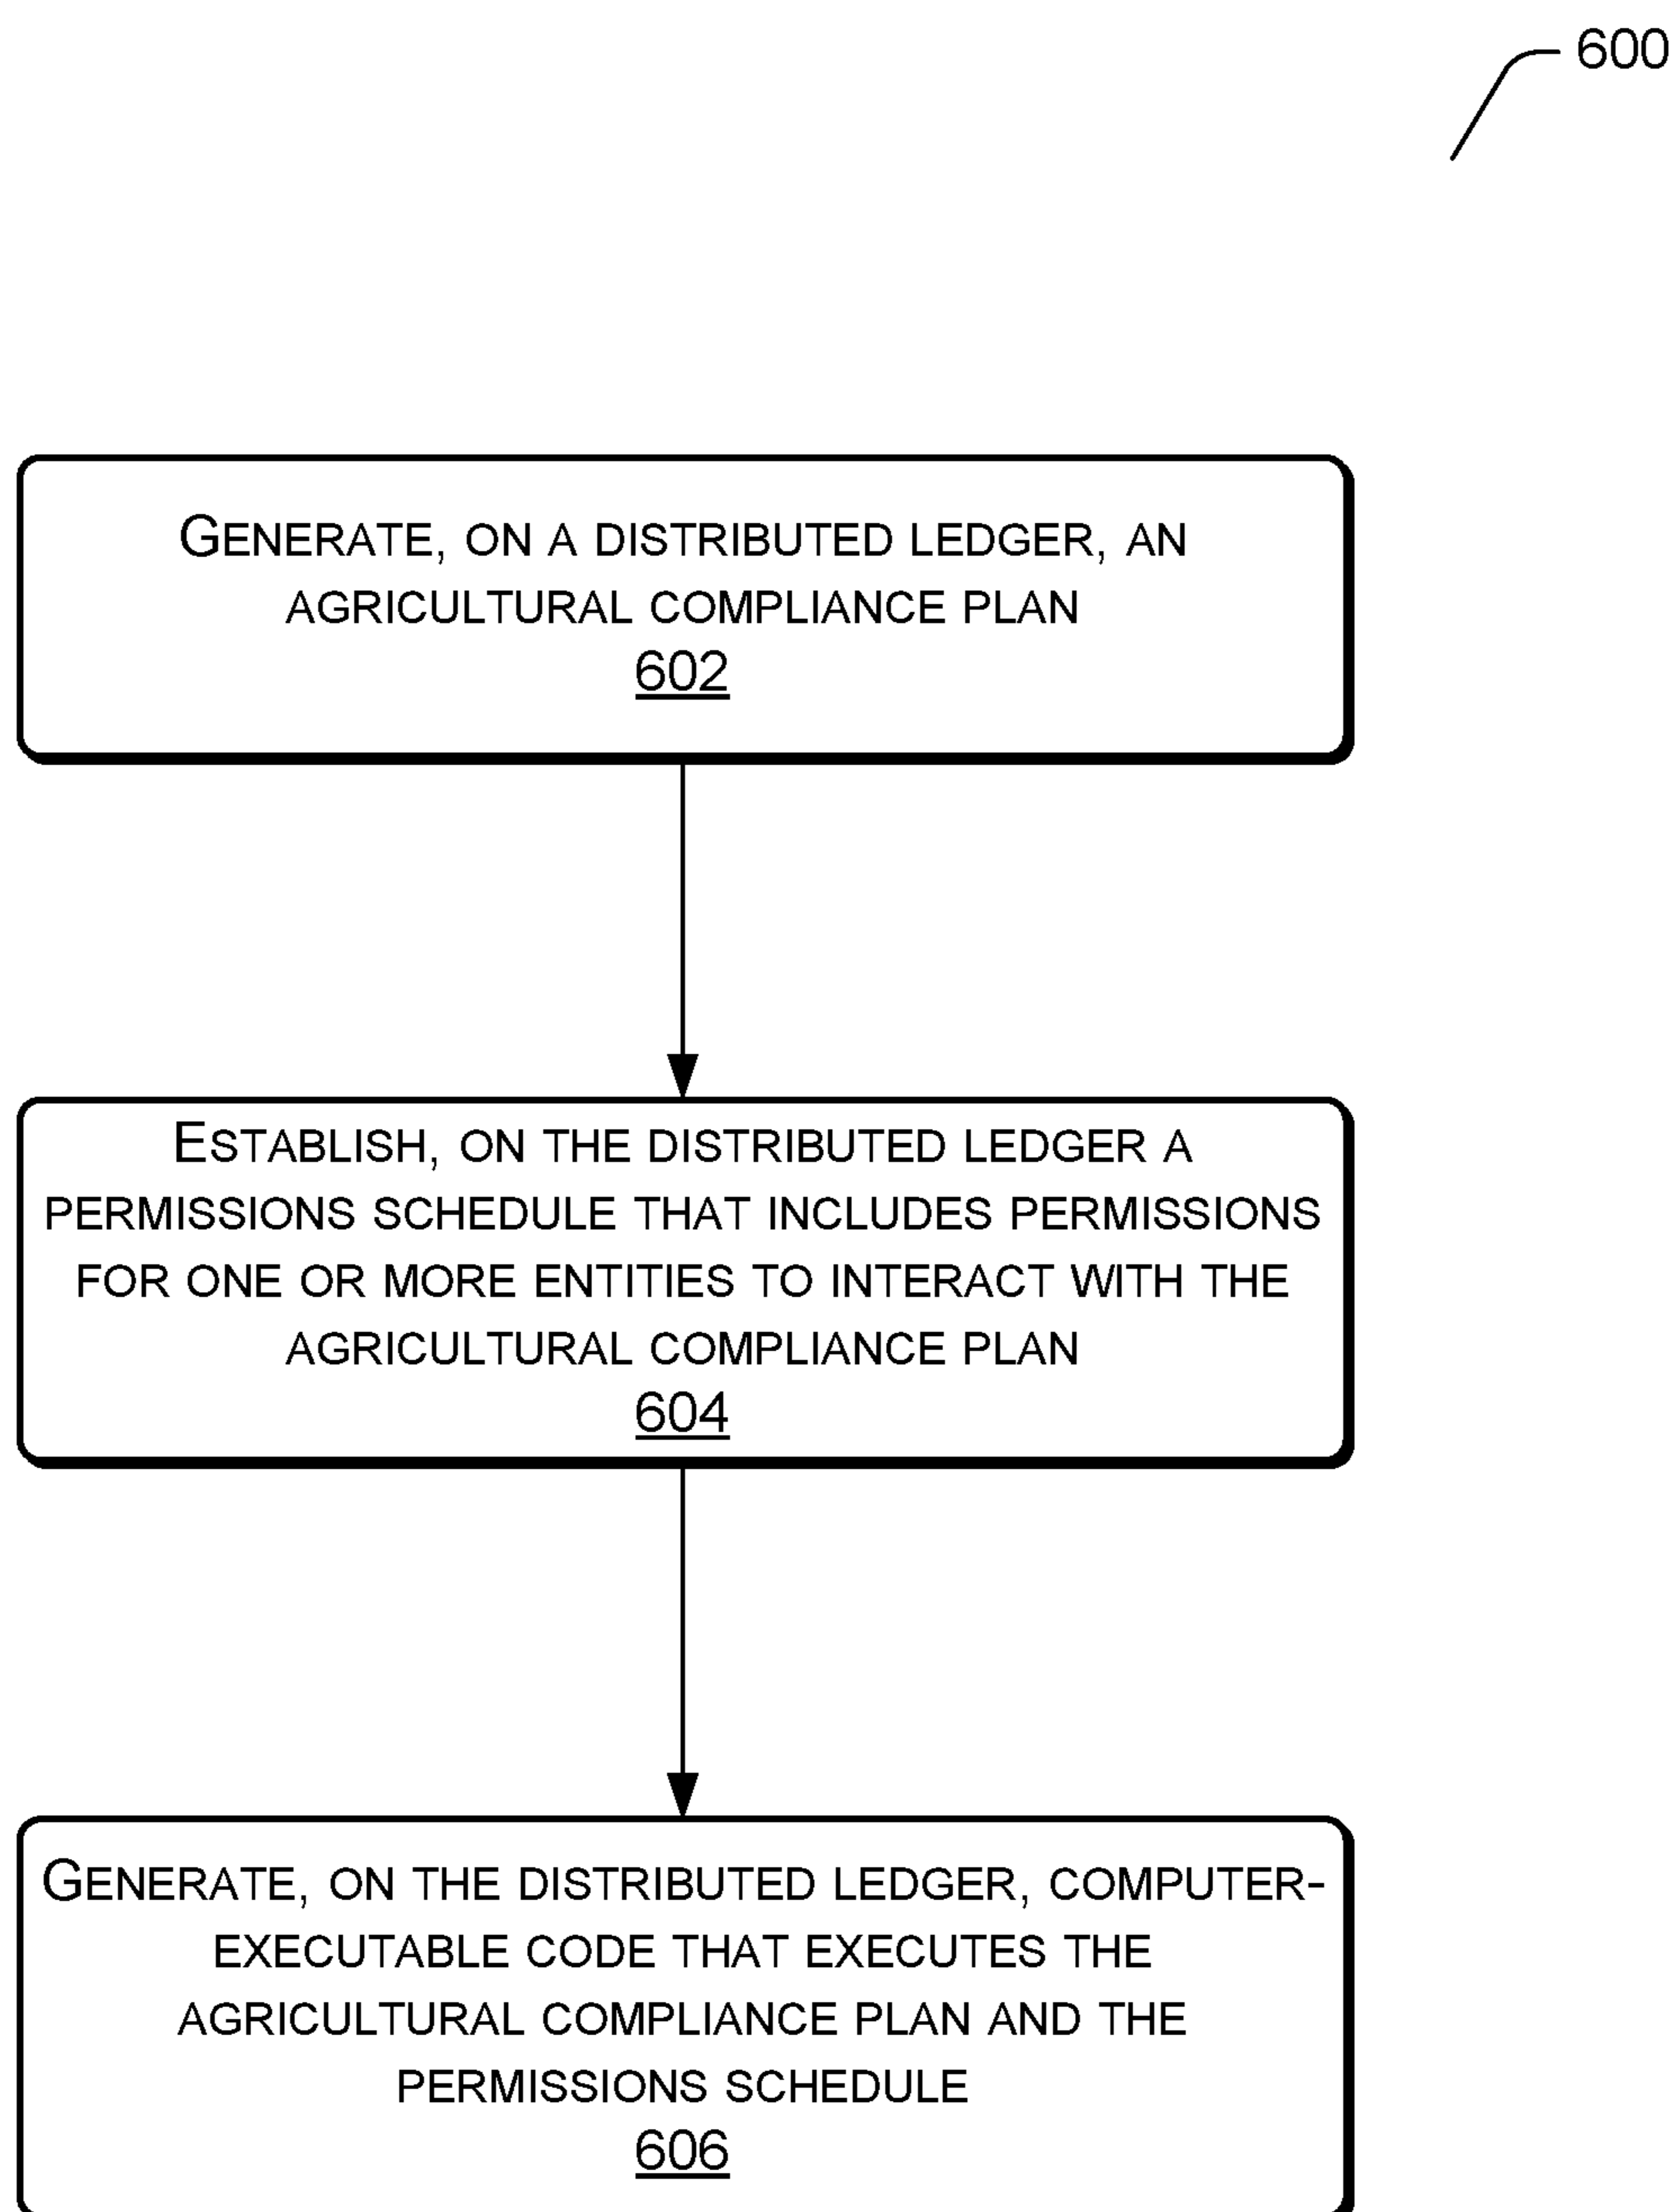 600
GENERATE, ON A DISTRIBUTED LEDGER, AN
AGRICULTURAL COMPLIANCE PLAN
602
ESTABLISH, ON THE DISTRIBUTED LEDGER A
PERMISSIONS SCHEDULE THAT INCLUDES PERMISSIONS
FOR ONE OR MORE ENTITIES TO INTERACT WITH THE
AGRICULTURAL COMPLIANCE PLAN
604
GENERATE, ON THE DISTRIBUTED LEDGER, COMPUTER-
EXECUTABLE CODE THAT EXECUTES THE
AGRICULTURAL COMPLIANCE PLAN AND THE
PERMISSIONS SCHEDULE
606